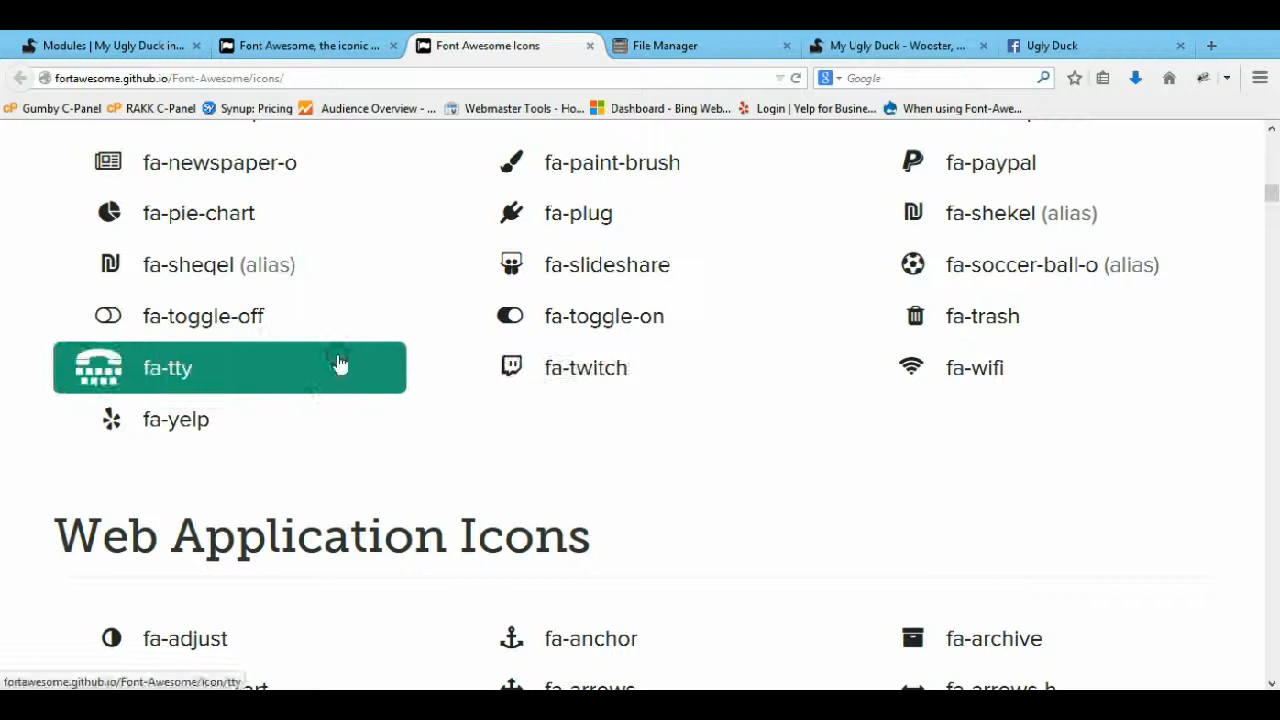 Modules | My Ugly Duck in... Font Awesome, the iconic ... Font Awesome Icons File Manager My Ugly Duck - Wooster, ... Ugly Duck
fortawesome.github.io/Font-Awesome/icons/ Google
Gumby C-Panel RAKK C-Panel Synup: Pricing Audience Overview - ... Webmaster Tools - Ho... Dashboard - Bing Web... Login | Yelp for Busine... When using Font-Awe...
fa-newspaper-o fa-paint-brush fa-paypal
fa-pie-chart fa-plug fa-shekel (alias)
fa-sheqel (alias) fa-slideshare fa-soccer-ball-o (alias)
fa-toggle-off fa-toggle-on fa-trash
fa-tty fa-twitch fa-wifi
fa-yelp
Web Application Icons
fa-adjust fa-anchor fa-archive
fa-arrows fa-arrows-h
fortawesome.github.io/Font-Awesome/icon/tty